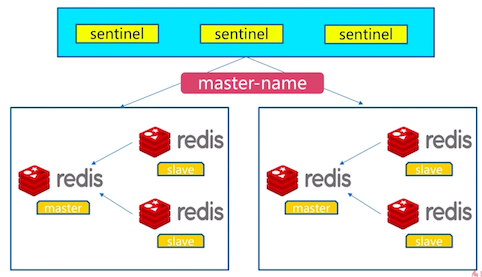 sentinel sentinel sentinel
master-name
redis redis
slave slave
redis redis
master master
redis redis
slave slave